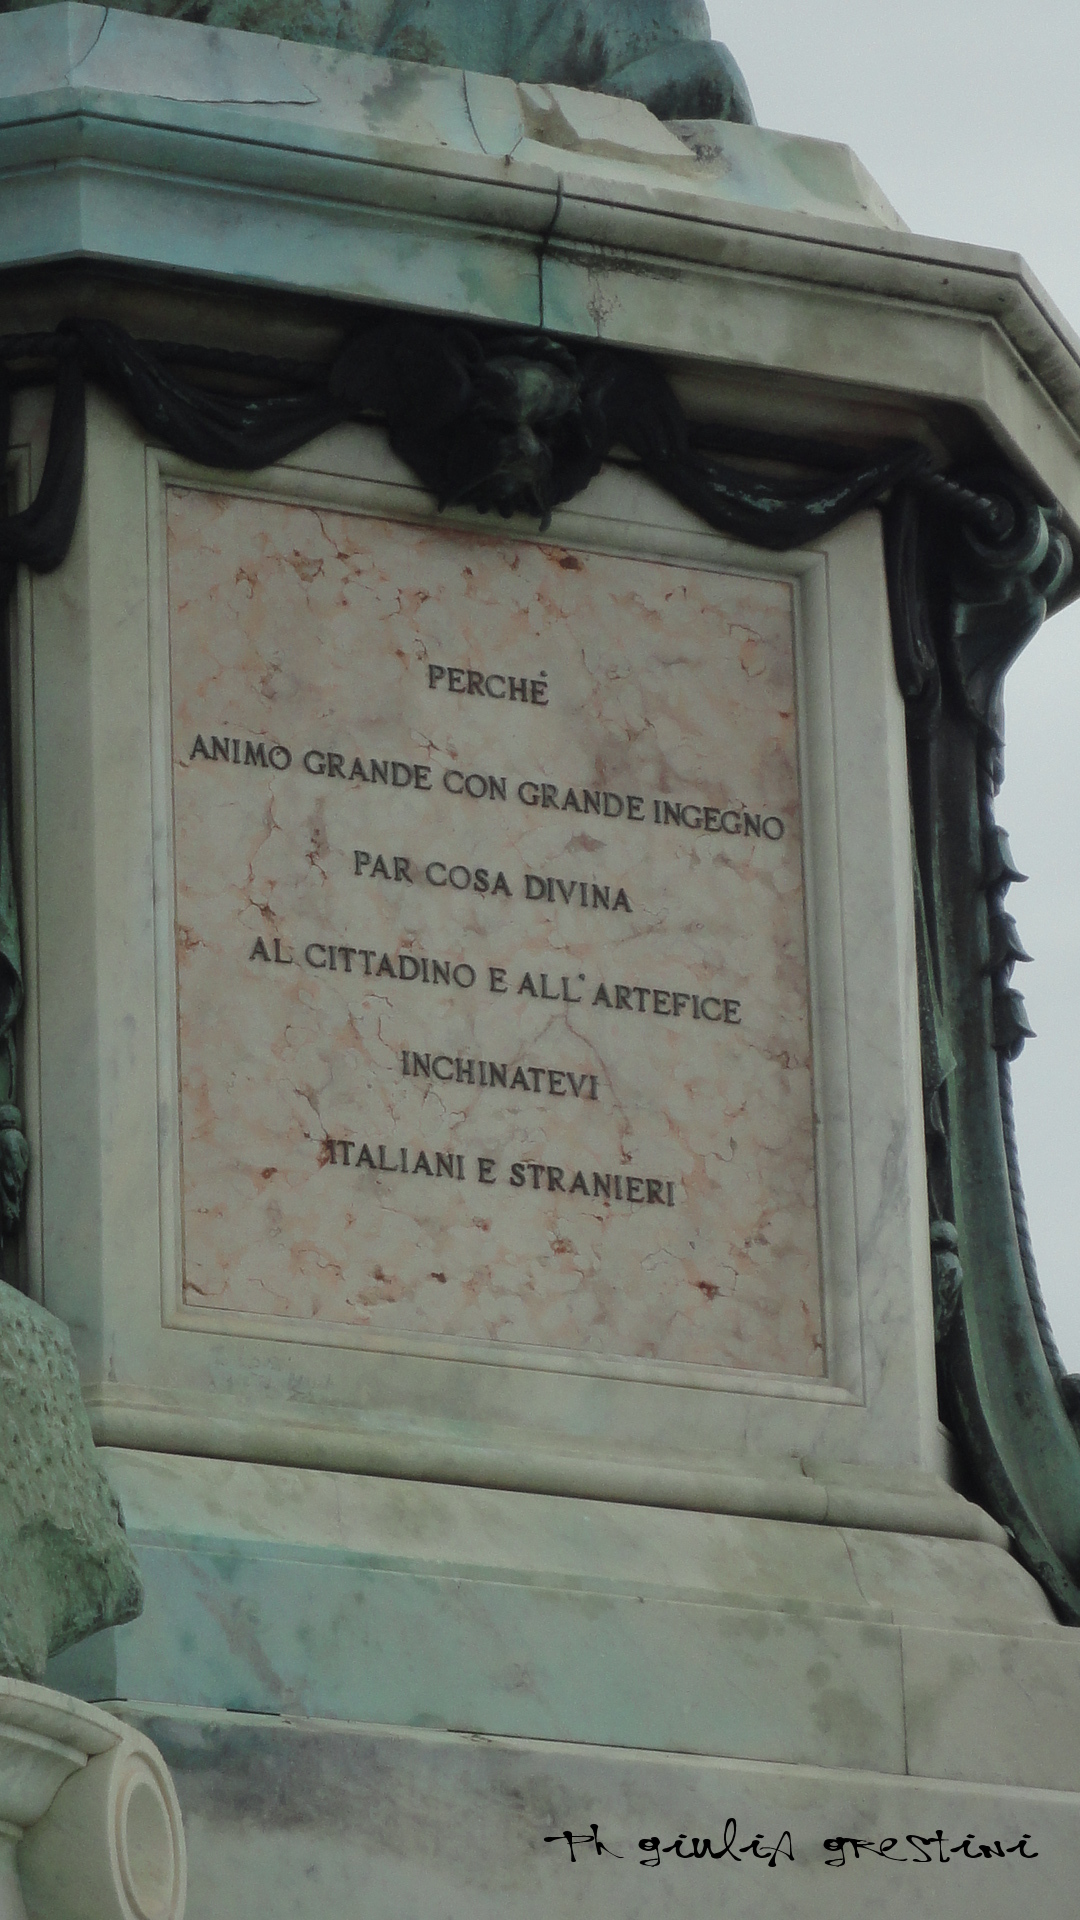 PERCHÉ
ANIMO GRANDE CON GRANDE INGEGNO
PAR COSA DIVINA
AL CITTADINO E ALL'ARTEFICE
INCHINATEVI
ITALIANI E STRANIERI
Ph giuliA grestini